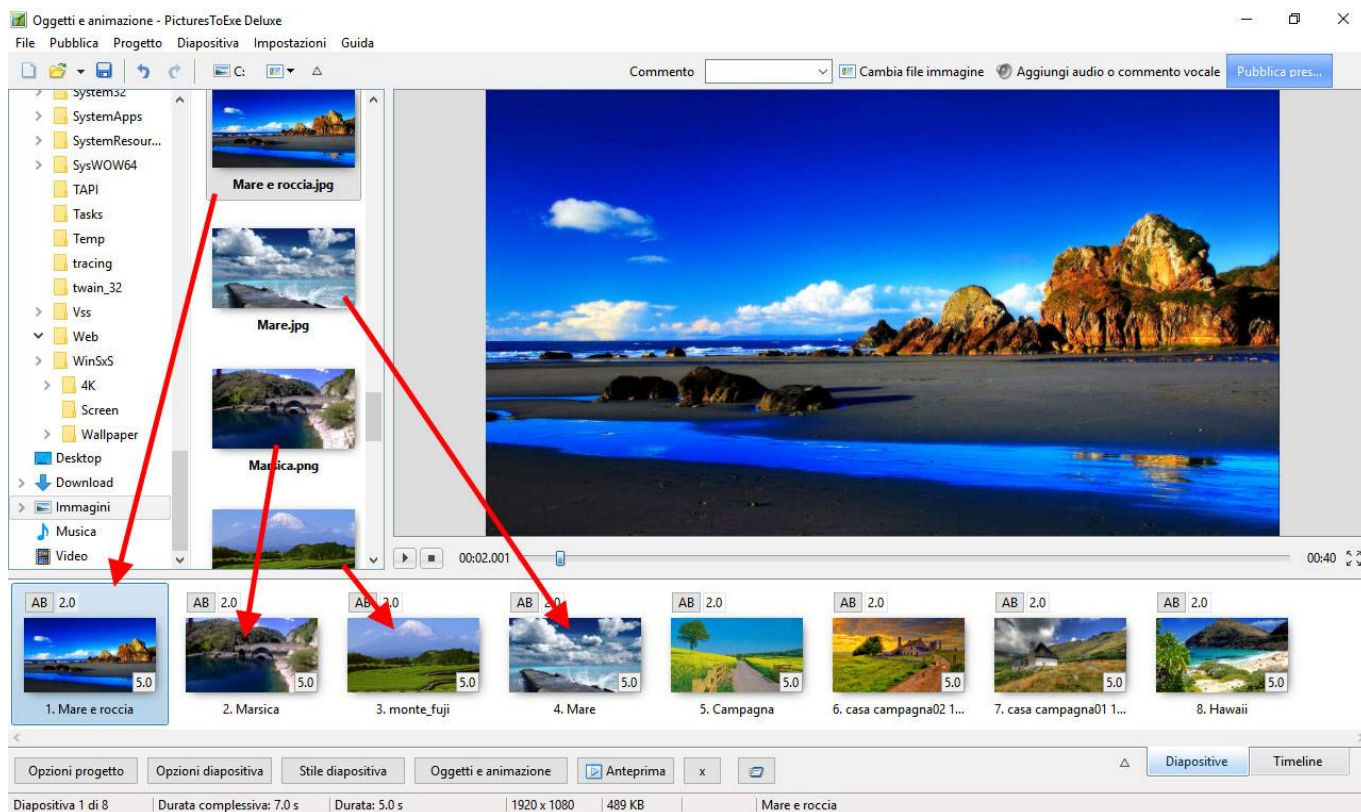 Oggetti e animazione - PicturesToExe Deluxe
File Pubblica Progetto Diapositiva Impostazioni Guida
C: Commento Cambia file immagine Aggiungi audio o commento vocale Pubblica pres...
System32
SystemApps
SystemResour...
SysWOW64
TAPI
Tasks
Temp
tracing
twain_32
Vss
Web
WinSxS
4K
Screen
Wallpaper
Desktop
Download
Immagini
Musica
Video
Mare e roccia.jpg
Mare.jpg
Marsica.png
00:02.001 00:40
AB 2.0 AB 2.0 AB 2.0 AB 2.0 AB 2.0 AB 2.0 AB 2.0 AB 2.0
5.0 5.0 5.0 5.0 5.0 5.0 5.0 5.0
1. Mare e roccia 2. Marsica 3. monte_fuji 4. Mare 5. Campagna 6. casa campagna02 1... 7. casa campagna01 1... 8. Hawaii
Opzioni progetto Opzioni diapositiva Stile diapositiva Oggetti e animazione Anteprima x Diapositive Timeline
Diapositiva 1 di 8 Durata complessiva: 7.0 s Durata: 5.0 s 1920 x 1080 489 KB Mare e roccia